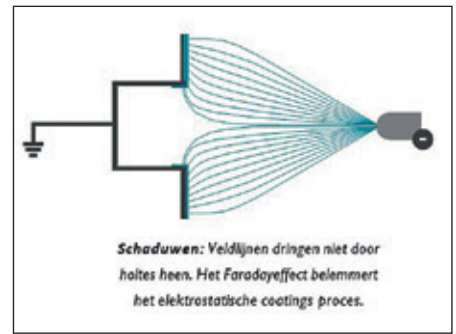 Schaduwen: Veldlijnen dringen niet door
holtes heen. Het Faradayeffect belemmert
het elektrostatische coatings proces.